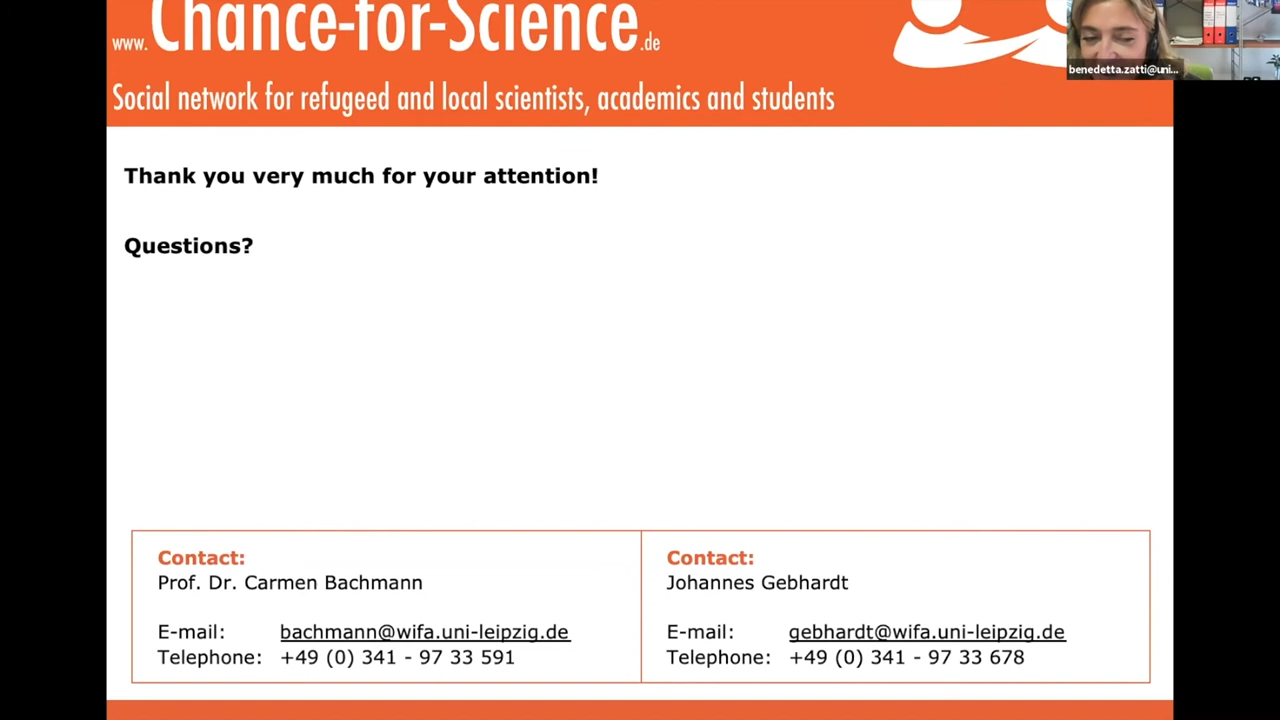 www.Chance-for-Science.de
benedetta.zatti@uni...
Social network for refugeed and local scientists, academics and students
Thank you very much for your attention!
Questions?
Contact:
Prof. Dr. Carmen Bachmann
E-mail: bachmann@wifa.uni-leipzig.de
Telephone: +49 (0) 341 - 97 33 591
Contact:
Johannes Gebhardt
E-mail: gebhardt@wifa.uni-leipzig.de
Telephone: +49 (0) 341 - 97 33 678